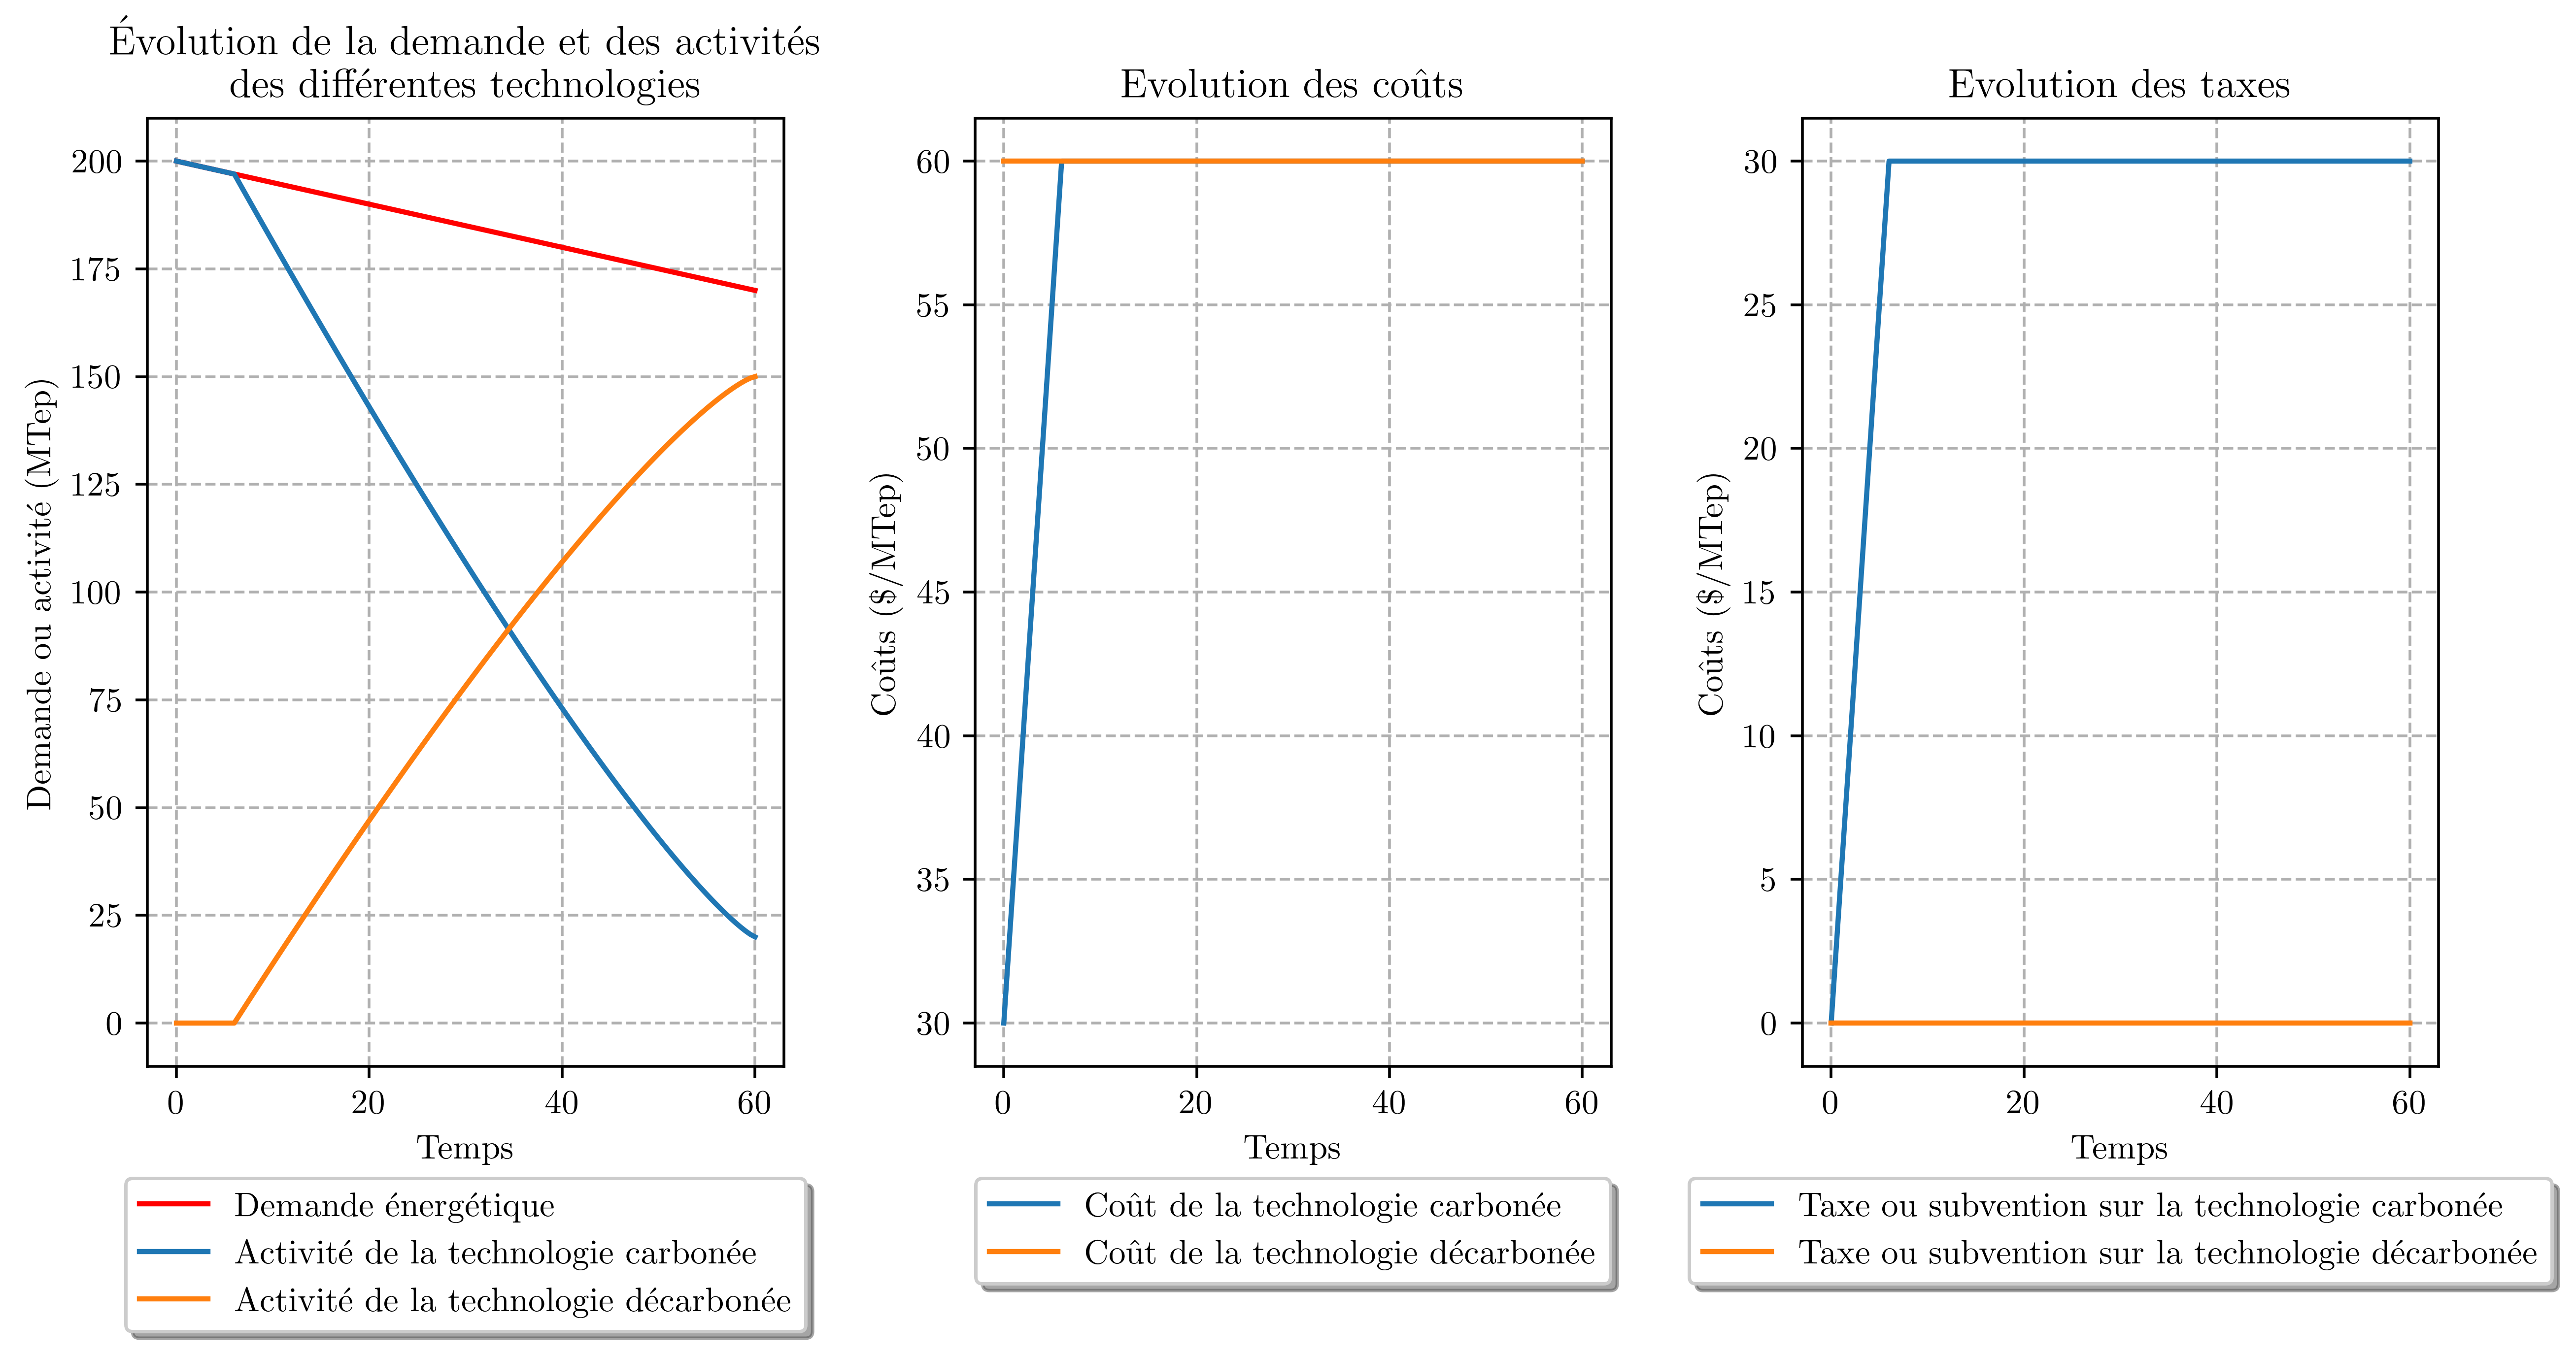 Évolution de la demande et des activités
des différentes technologies
Demande ou activité (MTep)
200
175
150
125
100
75
50
25
0
0 20 40 60
Temps
Demande énergétique
Activité de la technologie carbonée
Activité de la technologie décarbonée
Evolution des coûts
Coûts ($/MTep)
60
55
50
45
40
35
30
0 20 40 60
Temps
Coût de la technologie carbonée
Coût de la technologie décarbonée
Evolution des taxes
Coûts ($/MTep)
30
25
20
15
10
5
0
0 20 40 60
Temps
Taxe ou subvention sur la technologie carbonée
Taxe ou subvention sur la technologie décarbonée